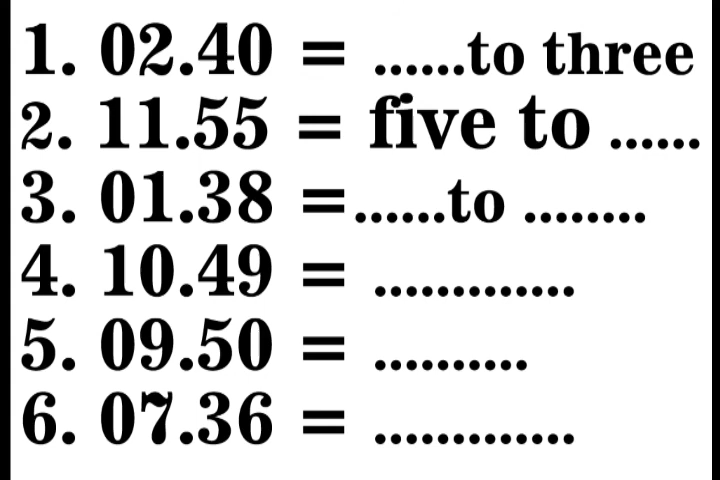 1. 02.40 = ......to three
2. 11.55 = five to ......
3. 01.38 =......to ........
4. 10.49 = .............
5. 09.50 = ..........
6. 07.36 = .............